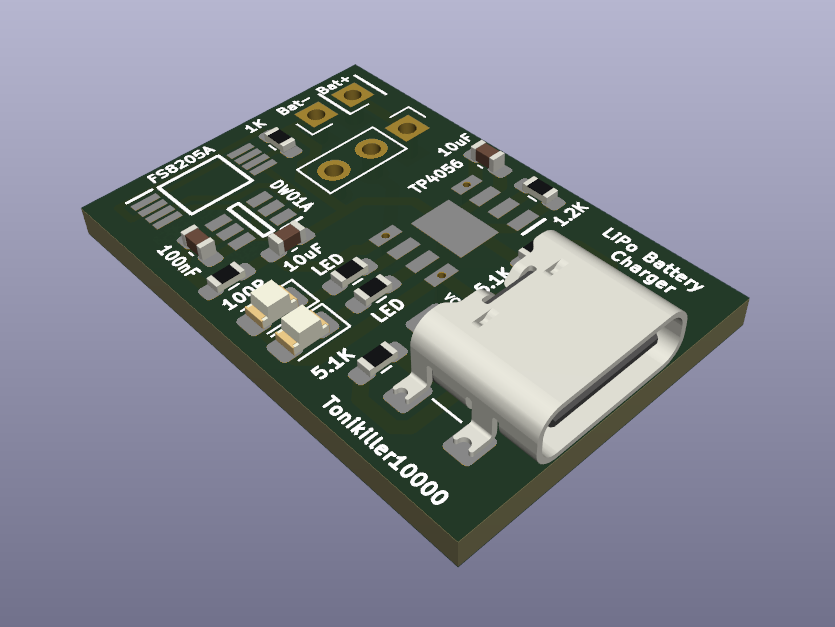 Bat- Bat+
1K
FS8205A
10uF
TP4056
DW01A
1.2K
LiPo Battery
Charger
100nF
10uF
LED
5.1K
100R
LED
5.1K
Tonikiller10000